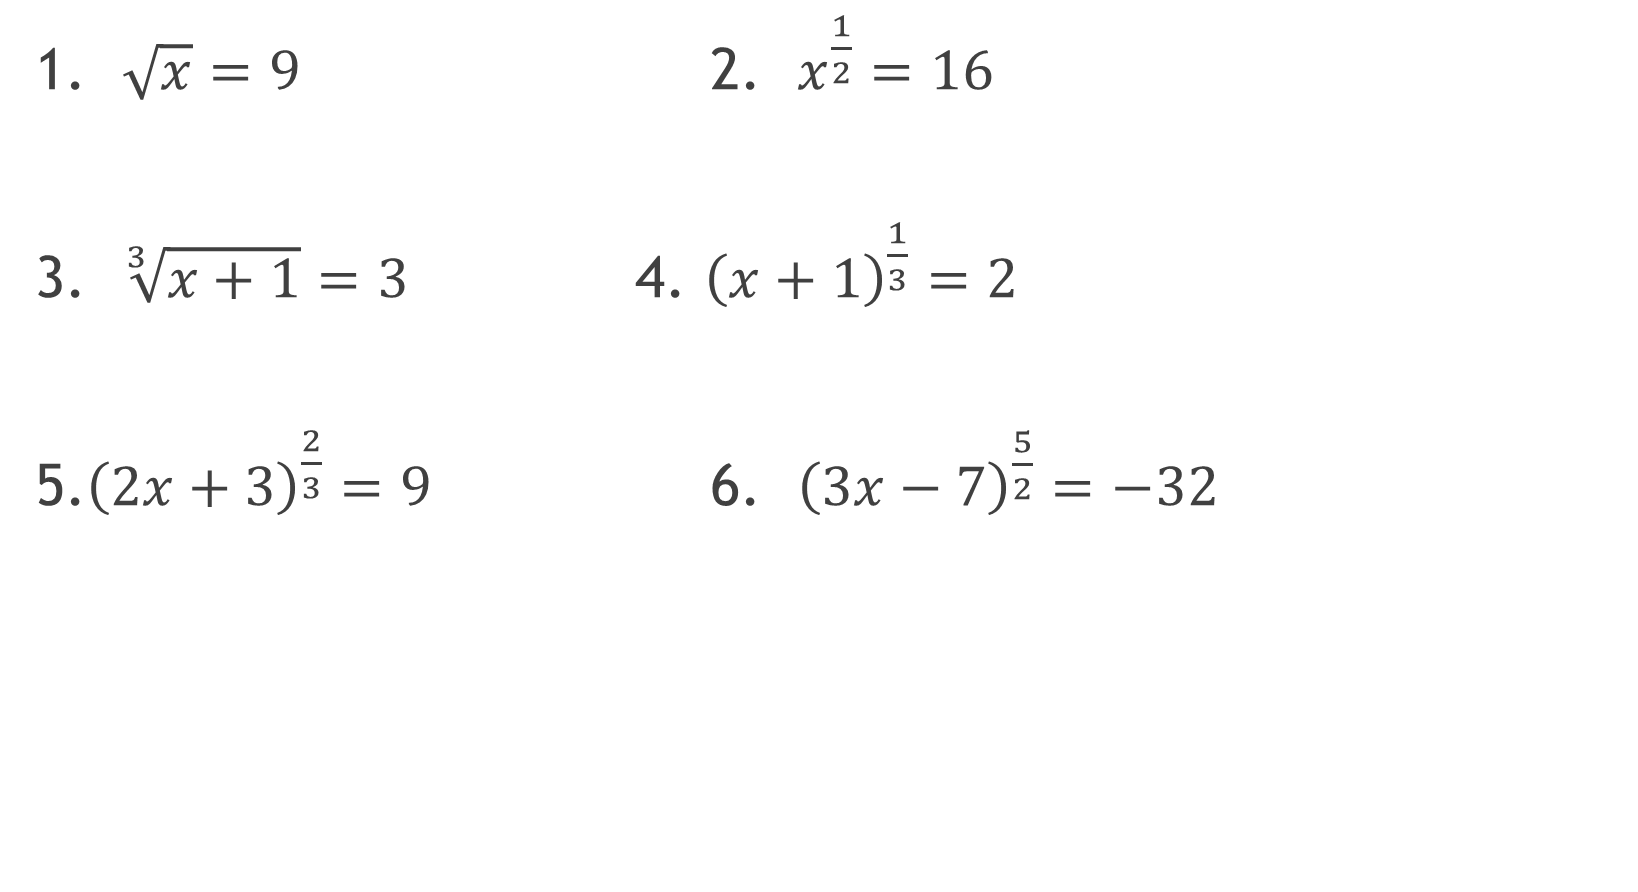 1. √x = 9 2. x^(1/2) = 16
3. ∛(x + 1) = 3 4. (x + 1)^(1/3) = 2
5. (2x + 3)^(2/3) = 9 6. (3x − 7)^(5/2) = −32